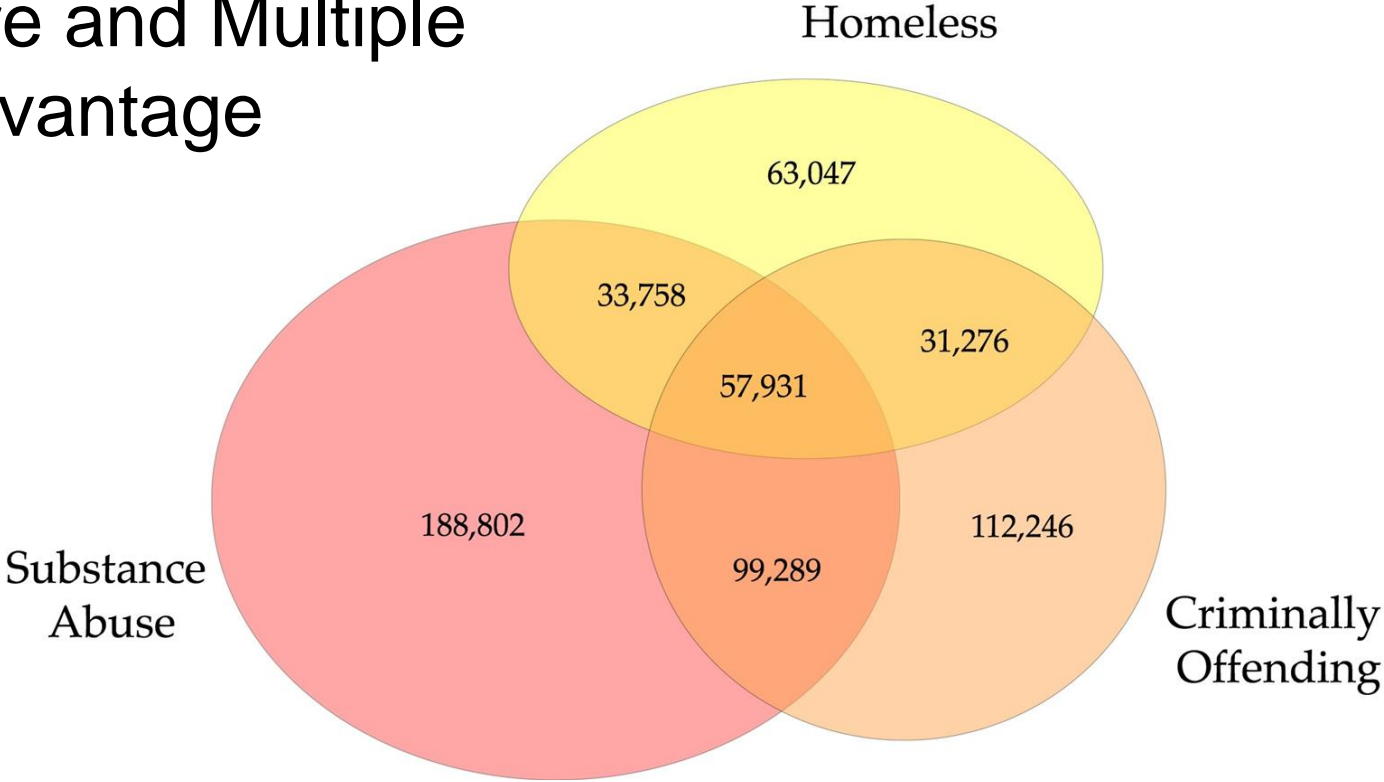 and Multiple
Homeless
63,047
33,758
31,276
57,931
188,802
112,246
99,289
Substance
Abuse
Criminally
Offending